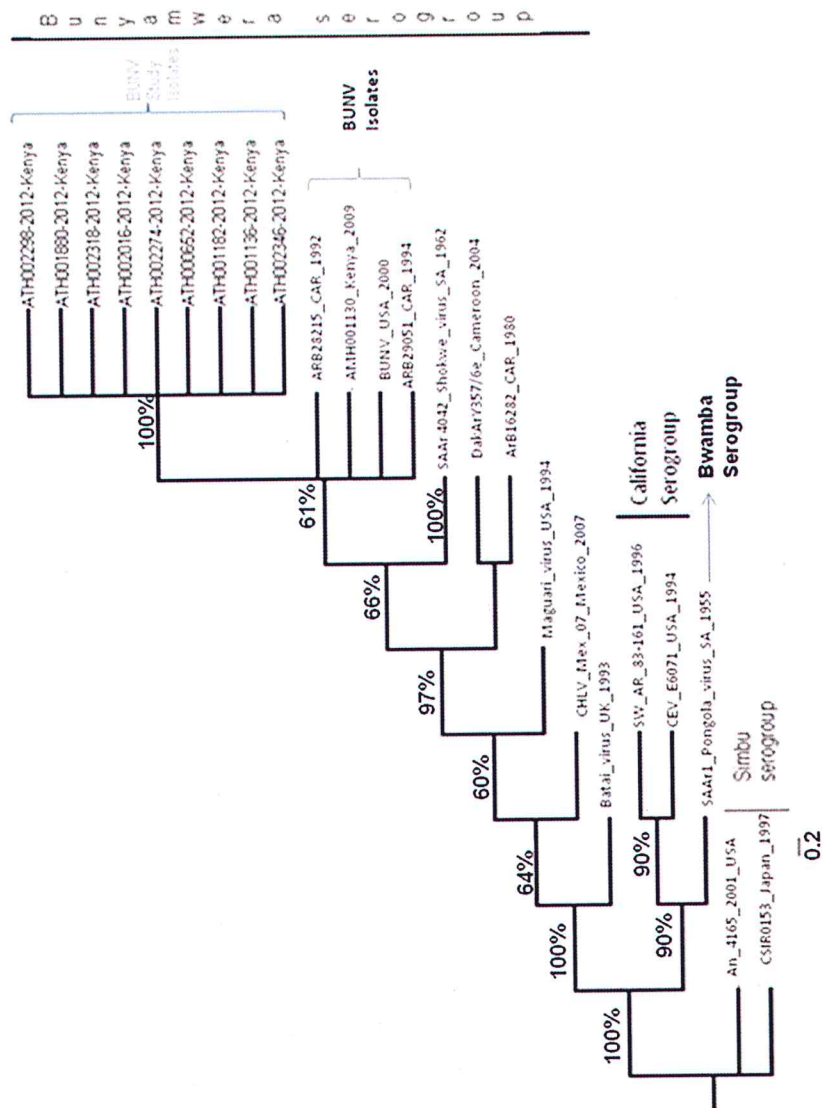 Bunyamwera serogroup
BUNV
Study
Isolates
ATH002298-2012-Kenya
ATH001880-2012-Kenya
ATH002318-2012-Kenya
ATH002016-2012-Kenya
ATH002274-2012-Kenya
ATH000652-2012-Kenya
ATH001182-2012-Kenya
ATH001136-2012-Kenya
ATH002346-2012-Kenya
100%
BUNV
Isolates
ARB28215_CAR_1992
AMH001130_Kenya_2009
BUNV_USA_2000
ARB29051_CAR_1994
61%
SAAr4042_Shokwe_virus_SA_1962
66%
100%
DakArY357/6e_Cameroon_2004
ArB16282_CAR_1980
97%
Maguari_virus_USA_1994
60%
CHLV_Mex_07_Mexico_2007
64%
Batai_virus_UK_1993
100%
SW_AR_83-161_USA_1996
CEV_E6071_USA_1994
California
Serogroup
90%
SAAr1_Pongola_virus_SA_1955
Bwamba
Serogroup
90%
100%
An_4165_2001_USA
CSIR0153_Japan_1997
Simbu
serogroup
0.2